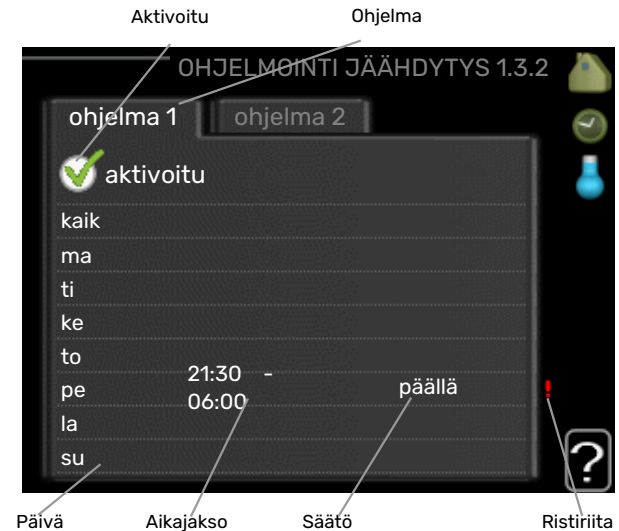 Aktivoitu Ohjelma
OHJELMOINTI JÄÄHDYTYS 1.3.2
ohjelma 1 ohjelma 2
aktivoitu
kaik
ma
ti
ke
to
21:30 -
pe päällä !
06:00
la
su
?
Päivä Aikajakso Säätö Ristiriita